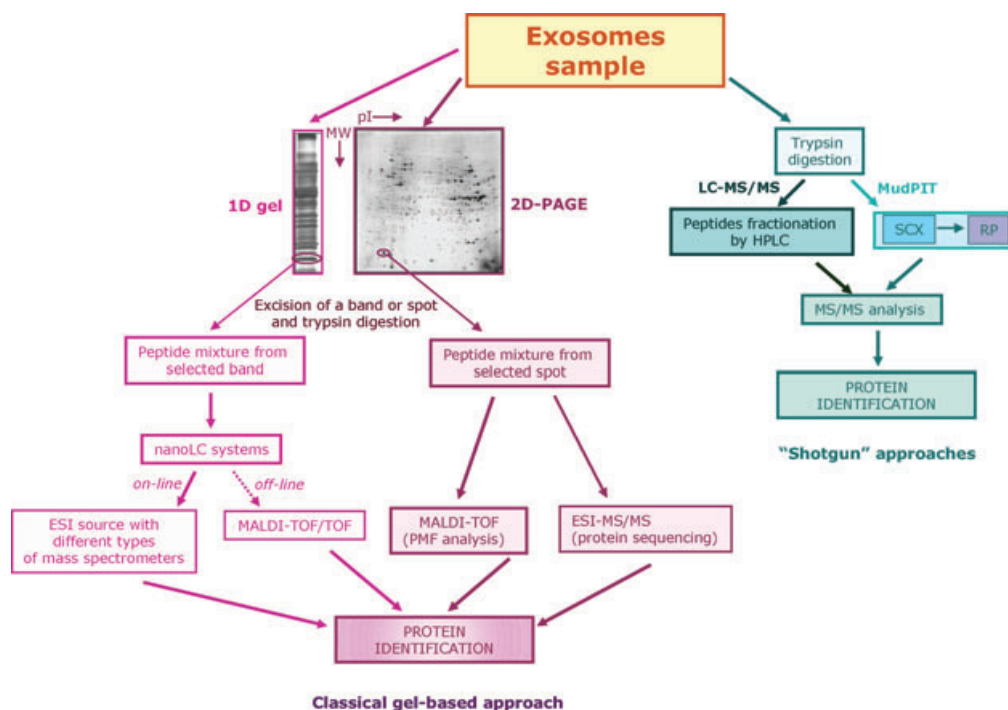 Exosomes
sample
pI
MW
1D gel
2D-PAGE
Excision of a band or spot
and trypsin digestion
Peptide mixture from
selected band
Peptide mixture from
selected spot
nanoLC systems
on-line
off-line
ESI source with
different types
of mass spectrometers
MALDI-TOF/TOF
MALDI-TOF
(PMF analysis)
ESI-MS/MS
(protein sequencing)
PROTEIN
IDENTIFICATION
Classical gel-based approach
Trypsin
digestion
LC-MS/MS
MudPIT
Peptides fractionation
by HPLC
SCX
RP
MS/MS analysis
PROTEIN
IDENTIFICATION
“Shotgun” approaches